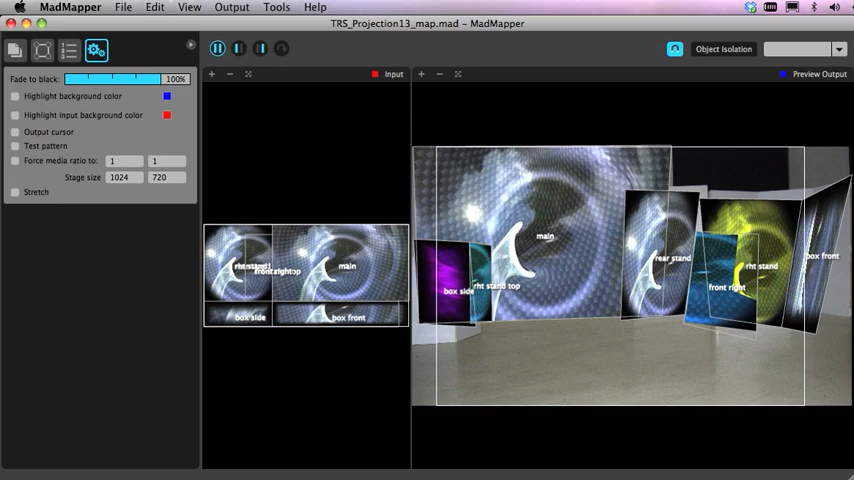 MadMapper File Edit View Output Tools Help
TRS_Projection13_map.mad – MadMapper
Object Isolation
Fade to black: 100%
Highlight background color
Highlight input background color
Output cursor
Test pattern
Force media ratio to: 1 1
Stage size 1024 720
Stretch
Input
main
box side
box front
Preview Output
main
rear stand
rht stand
box front
box side
rht stand top
front right